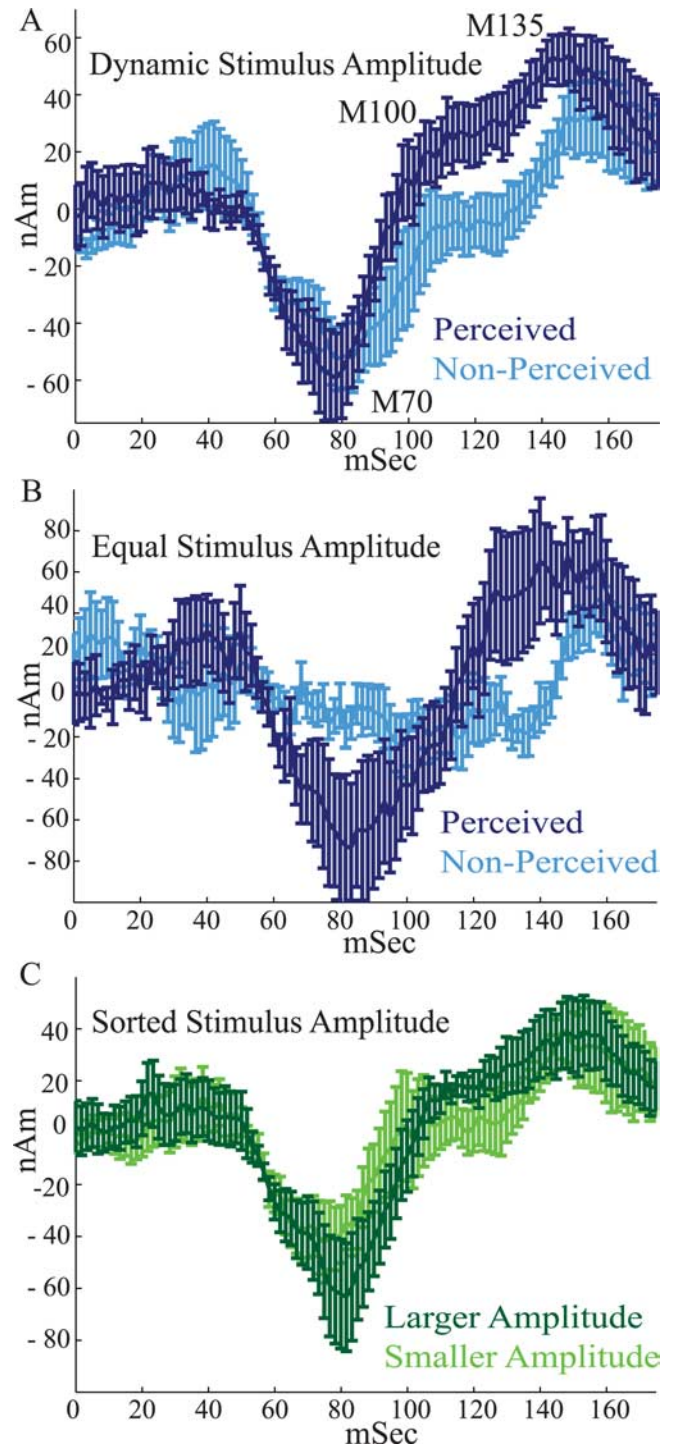 A
Dynamic Stimulus Amplitude
M135
M100
M70
Perceived
Non-Perceived
60
40
20
0
- 20
- 40
- 60
nAm
0 20 40 60 80 100 120 140 160
mSec
B
Equal Stimulus Amplitude
Perceived
Non-Perceived
80
60
40
20
0
- 20
- 40
- 60
- 80
nAm
0 20 40 60 80 100 120 140 160
mSec
C
Sorted Stimulus Amplitude
Larger Amplitude
Smaller Amplitude
40
20
0
-20
- 40
- 60
- 80
nAm
0 20 40 60 80 100 120 140 160
mSec